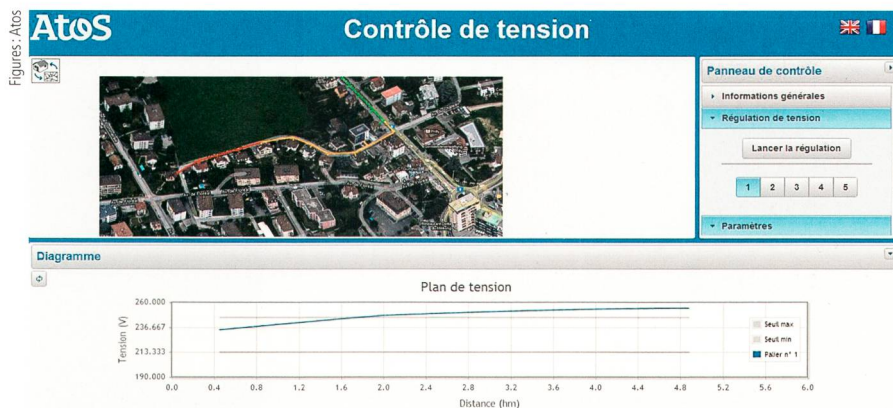 Figures : Atos
Atos
Contrôle de tension
Panneau de contrôle
Informations générales
Régulation de tension
Lancer la régulation
1 2 3 4 5
Paramètres
Diagramme
Plan de tension
Tension (V)
260.000
236.667
213.333
190.000
Seuil max
Seuil min
Palier n° 1
0.0 0.4 0.8 1.2 1.6 2.0 2.4 2.8 3.2 3.6 4.0 4.4 4.8 5.2 5.6 6.0
Distance (hm)